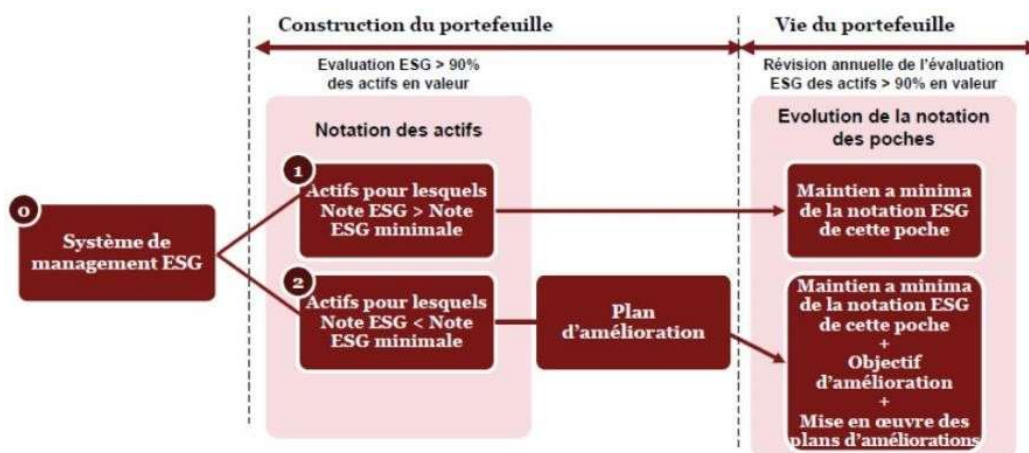 Construction du portefeuille
Vie du portefeuille
Evaluation ESG > 90%
des actifs en valeur
Révision annuelle de l'évaluation
ESG des actifs > 90% en valeur
Notation des actifs
Evolution de la notation
des poches
0
Système de
management ESG
1
Actifs pour lesquels
Note ESG > Note
ESG minimale
Maintien a minima
de la notation ESG
de cette poche
2
Actifs pour lesquels
Note ESG < Note
ESG minimale
Plan
d'amélioration
Maintien a minima
de la notation ESG
de cette poche
+
Objectif
d'amélioration
+
Mise en œuvre des
plans d'améliorations